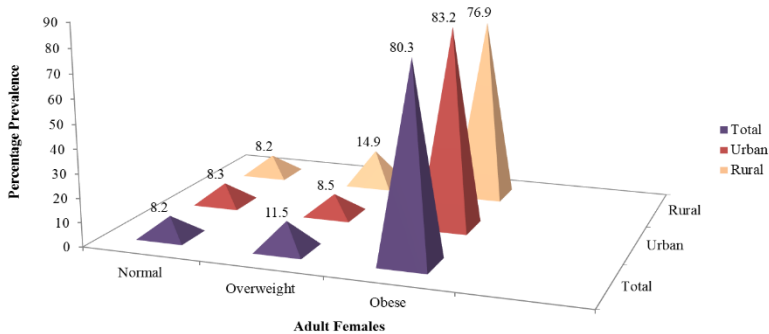 90
80
70
60
50
40
30
20
10
0
Percentage Prevalence
8.2
8.3
8.2
14.9
8.5
11.5
76.9
83.2
80.3
Normal
Overweight
Obese
Adult Females
Rural
Urban
Total
Total
Urban
Rural